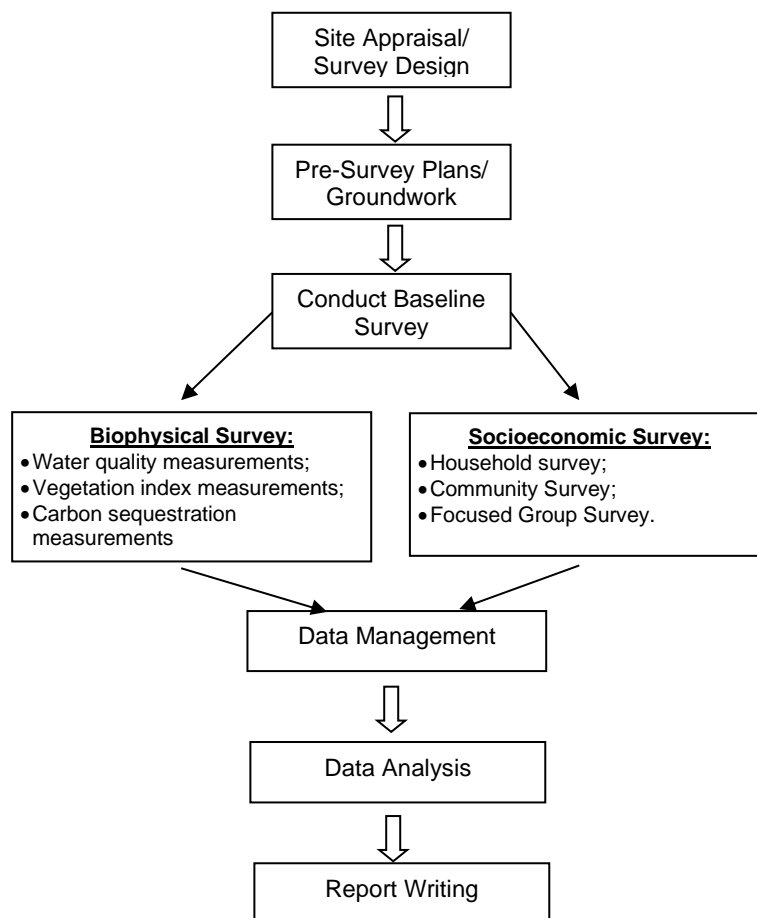 Site Appraisal/
Survey Design
Pre-Survey Plans/
Groundwork
Conduct Baseline
Survey
Biophysical Survey:
•Water quality measurements;
•Vegetation index measurements;
•Carbon sequestration
measurements
Socioeconomic Survey:
•Household survey;
•Community Survey;
•Focused Group Survey.
Data Management
Data Analysis
Report Writing